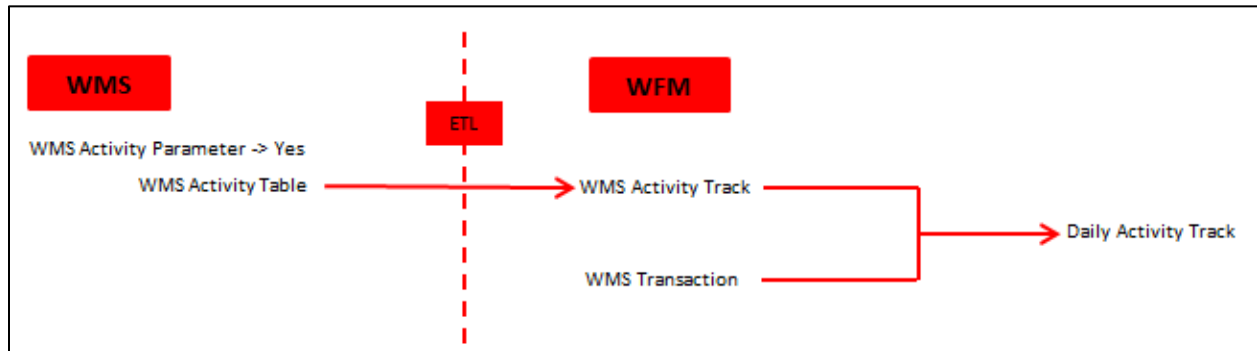 WMS
WFM
ETL
WMS Activity Parameter -> Yes
WMS Activity Table
WMS Activity Track
Daily Activity Track
WMS Transaction